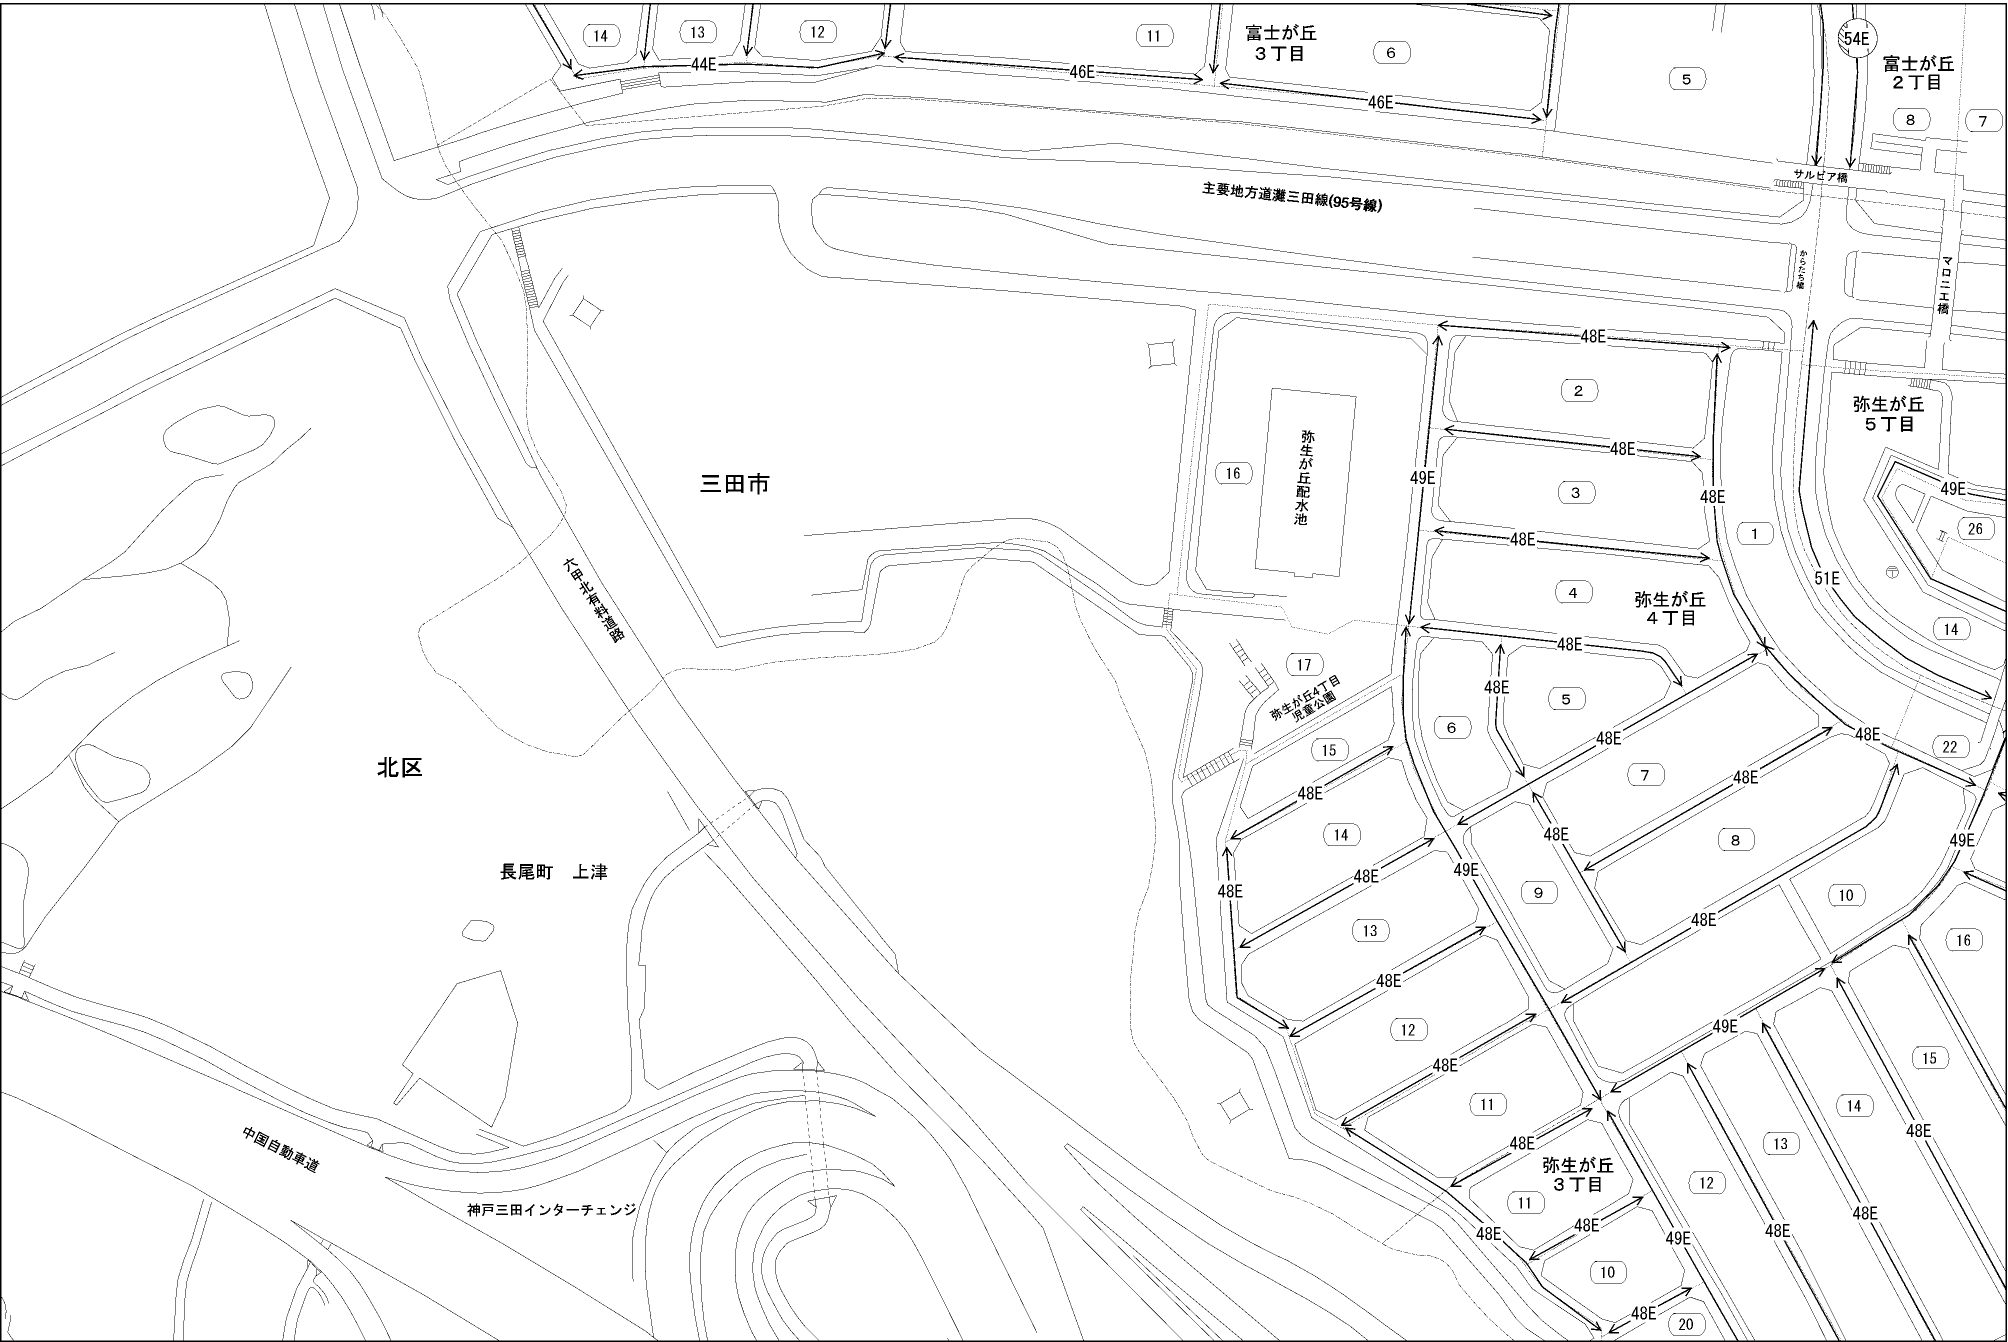 14
13
12
11
富士が丘
3丁目
6
5
54E
富士が丘
2丁目
8
7
44E
46E
46E
サルビア橋
主要地方道灘三田線(95号線)
からたち橋
マロニエ橋
48E
2
48E
弥生が丘
5丁目
16
弥生が丘配水池
49E
3
48E
1
49E
26
三田市
48E
4
弥生が丘
4丁目
51E
14
六甲北有料道路
17
弥生が丘4丁目
児童公園
48E
48E
5
6
15
48E
48E
22
北区
48E
7
48E
14
48E
8
49E
長尾町 上津
48E
49E
48E
9
10
13
48E
16
48E
12
49E
15
48E
11
14
48E
13
48E
中国自動車道
神戸三田インターチェンジ
弥生が丘
3丁目
11
12
48E
48E
49E
48E
48E
10
48E
20